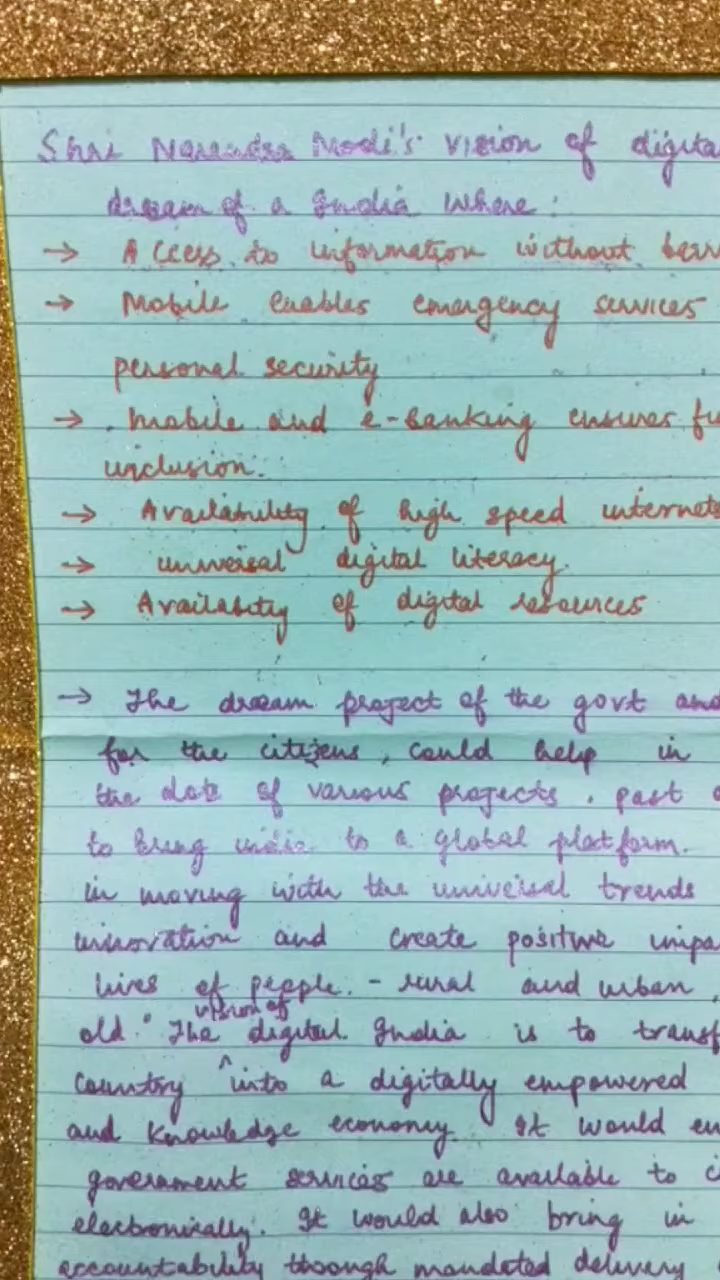 Shri Narendra Modi's vision of digita
dream of a India where :
→ Access to information without barr
→ Mobile enables emergency services
personal security
→ . mobile and e-banking ensures fu
inclusion.
→ Availability of high speed internet
→ universal digital literacy.
→ Availabity of digital resources
→ The dream project of the govt and
for the citizens, could help in
the dots of various projects, past
to bring india to a global platform.
in moving with the universal trends
innovation and create positive impa
lives of people. - rural and urban,
vision of
old." The digital India is to transf
country ^ into a digitally empowered
and knowledge economy. It would en
government services are available to ci
electronically. It would also bring in
accountability through mandated delivery